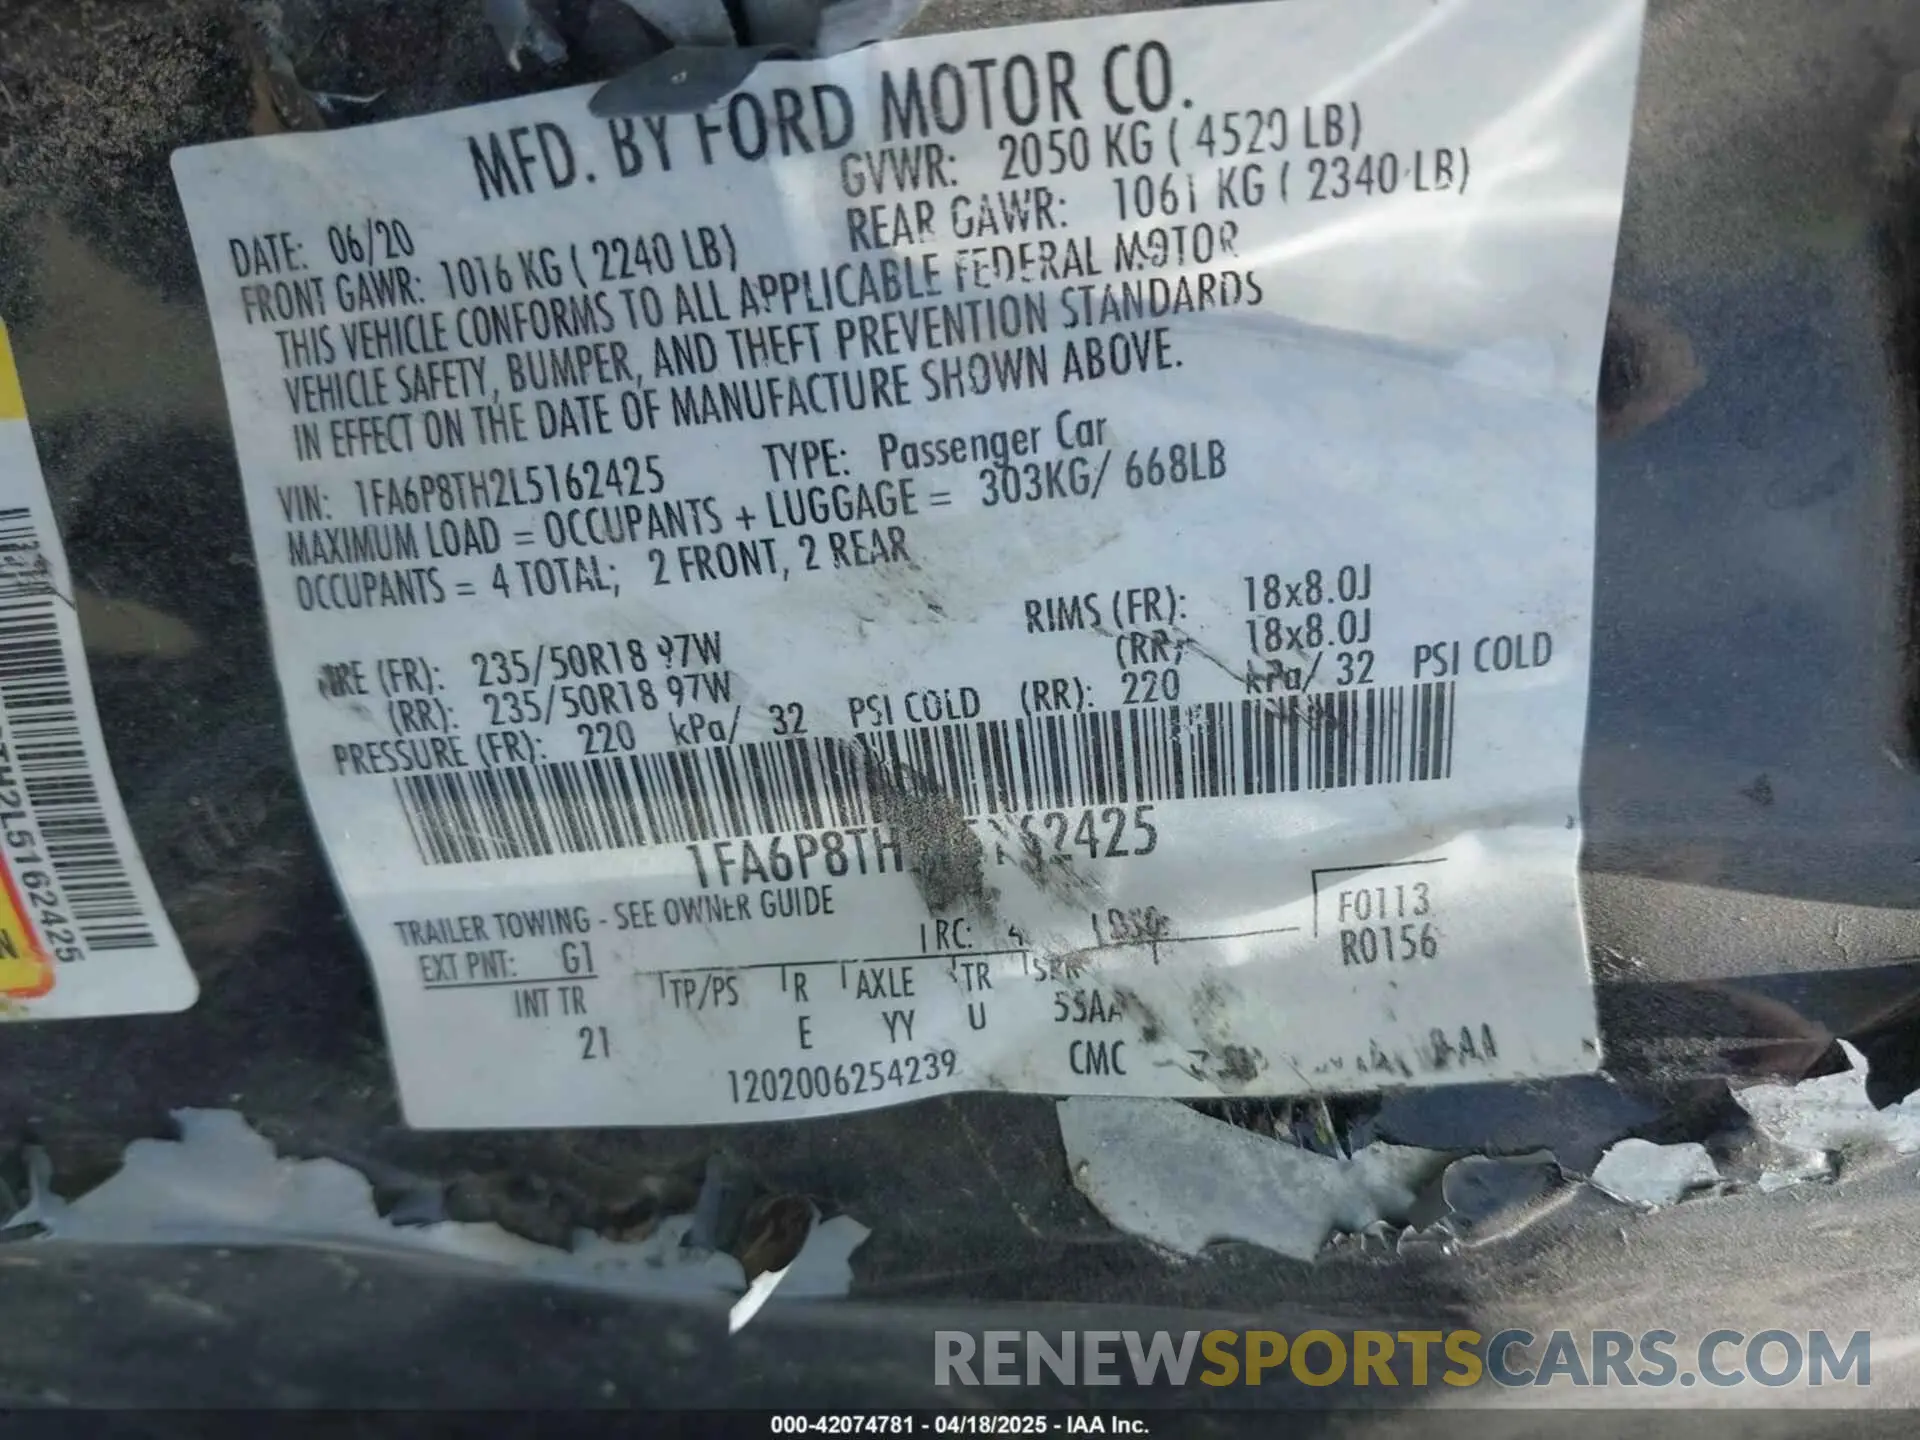 MFD. BY FORD MOTOR CO.
DATE: 06/20 GVWR: 2050 KG ( 4520 LB)
FRONT GAWR: 1016 KG ( 2240 LB) REAR GAWR: 1061 KG ( 2340 LB)
THIS VEHICLE CONFORMS TO ALL APPLICABLE FEDERAL MOTOR
VEHICLE SAFETY, BUMPER, AND THEFT PREVENTION STANDARDS
IN EFFECT ON THE DATE OF MANUFACTURE SHOWN ABOVE.
VIN: 1FA6P8TH2L5162425 TYPE: Passenger Car
MAXIMUM LOAD = OCCUPANTS + LUGGAGE = 303KG/ 668LB
OCCUPANTS = 4 TOTAL; 2 FRONT, 2 REAR
(FR): 235/50R18 97W RIMS (FR): 18x8.0J
(RR): 235/50R18 97W (RR): 18x8.0J
PRESSURE (FR): 220 kPa/ 32 PSI COLD (RR): 220 kPa/ 32 PSI COLD
TRAILER TOWING - SEE OWNER GUIDE
EXT PNT: G1 RC: 4 F0113
R0156
INT TR TP/PS R AXLE TR
21 E YY U
1202006254239 CMC
TH2L5162425
RENEWSPORTSCARS.COM
000-42074781 - 04/18/2025 - IAA Inc.